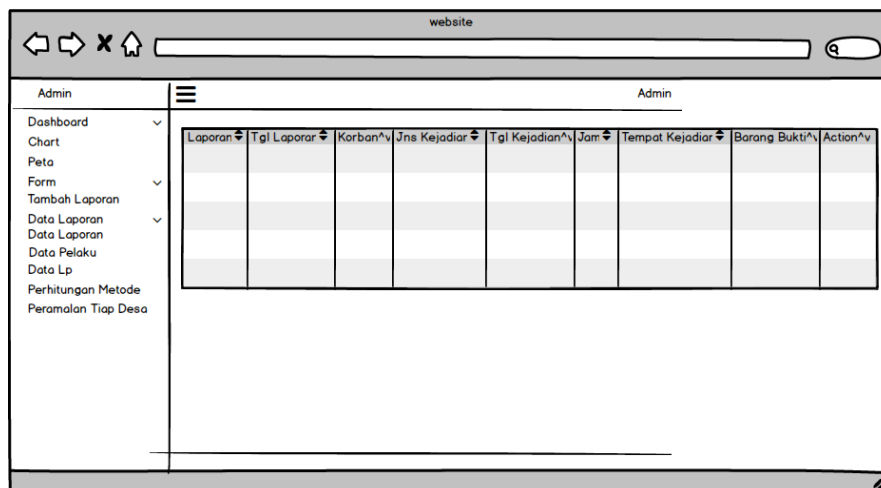 website
Admin
Admin
Dashboard
Chart
Peta
Form
Tambah Laporan
Data Laporan
Data Laporan
Data Pelaku
Data Lp
Perhitungan Metode
Peramalan Tiap Desa
Laporan Tgl Laporar Korban^v Jns Kejadiar Tgl Kejadian^v Jam Tempat Kejadiar Barang Bukti^v Action^v